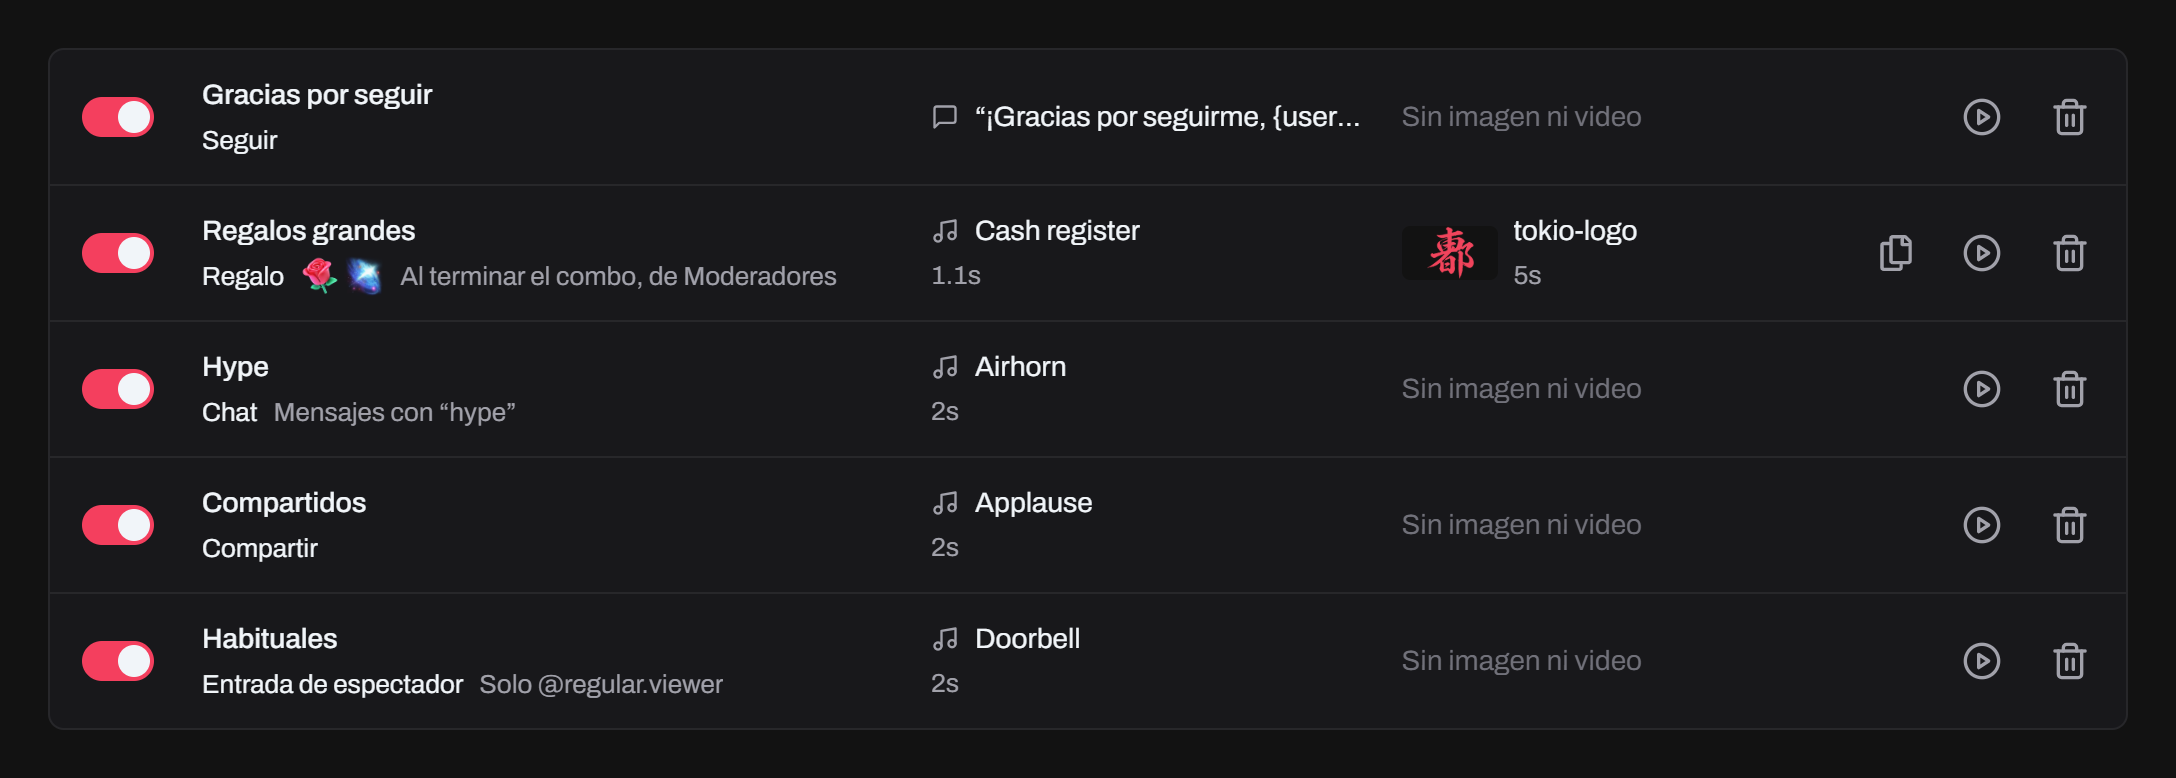 Gracias por seguir
Seguir
“¡Gracias por seguirme, {user...
Sin imagen ni video
Regalos grandes
Regalo Al terminar el combo, de Moderadores
Cash register
1.1s
都
tokio-logo
5s
Hype
Chat Mensajes con “hype”
Airhorn
2s
Sin imagen ni video
Compartidos
Compartir
Applause
2s
Sin imagen ni video
Habituales
Entrada de espectador Solo @regular.viewer
Doorbell
2s
Sin imagen ni video